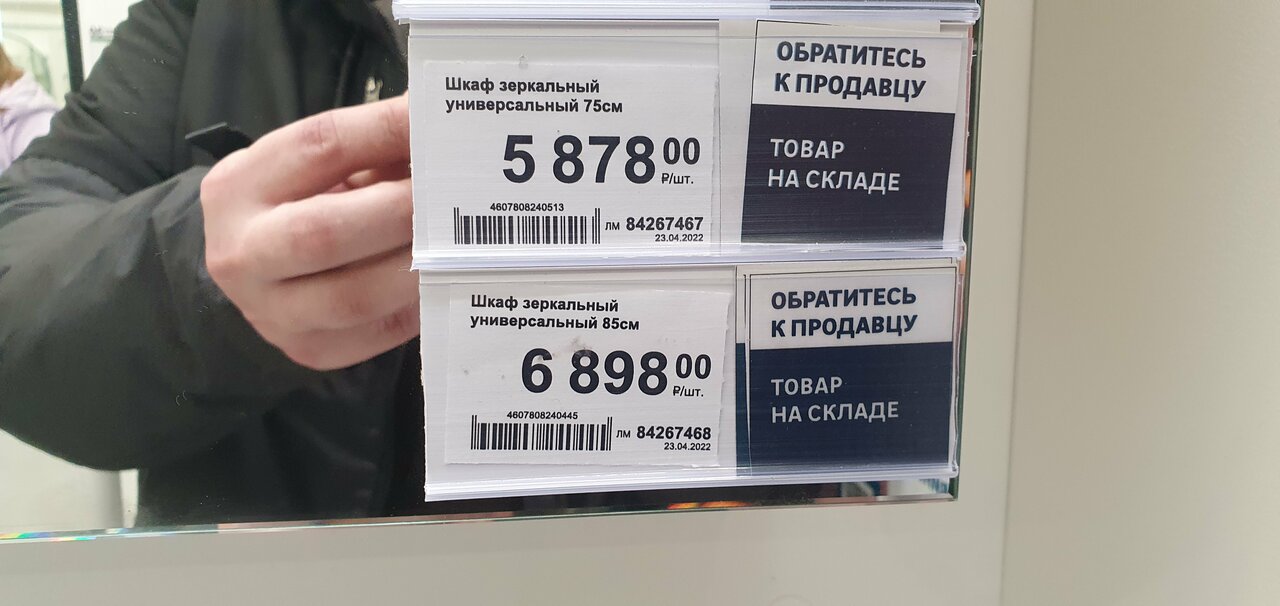 Шкаф зеркальный
универсальный 75см
5 878 00
₽/шт.
4607808240513
лм 84267467
23.04.2022
ОБРАТИТЕСЬ
К ПРОДАВЦУ
ТОВАР
НА СКЛАДЕ
Шкаф зеркальный
универсальный 85см
6 898 00
₽/шт.
4607808240445
лм 84267468
23.04.2022
ОБРАТИТЕСЬ
К ПРОДАВЦУ
ТОВАР
НА СКЛАДЕ